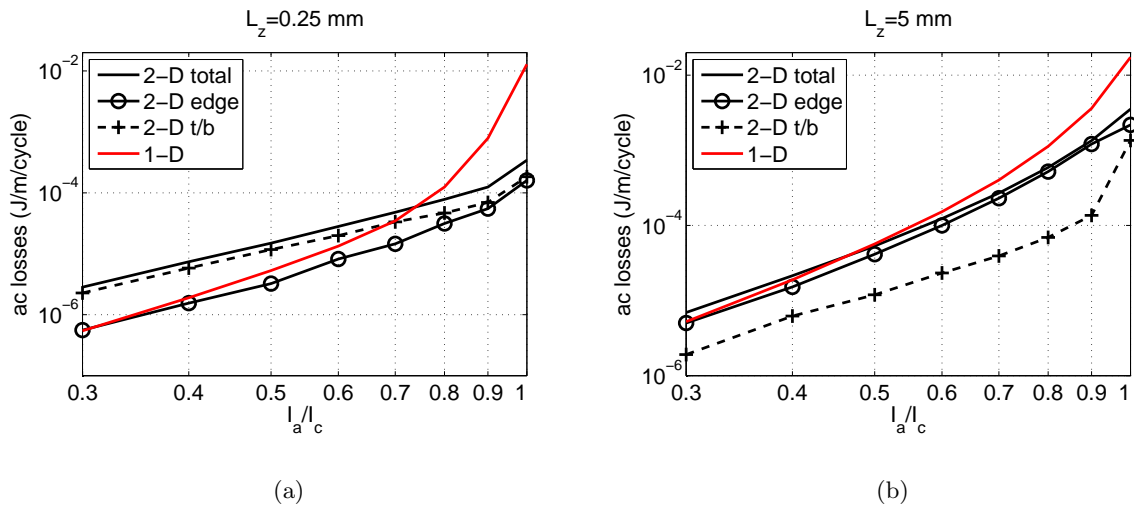 L_z=0.25 mm
10^−2
10^−4
10^−6
ac losses (J/m/cycle)
2−D total
2−D edge
2−D t/b
1−D
0.3 0.4 0.5 0.6 0.7 0.8 0.9 1
I_a/I_c
(a)
L_z=5 mm
10^−2
10^−4
10^−6
ac losses (J/m/cycle)
2−D total
2−D edge
2−D t/b
1−D
0.3 0.4 0.5 0.6 0.7 0.8 0.9 1
I_a/I_c
(b)